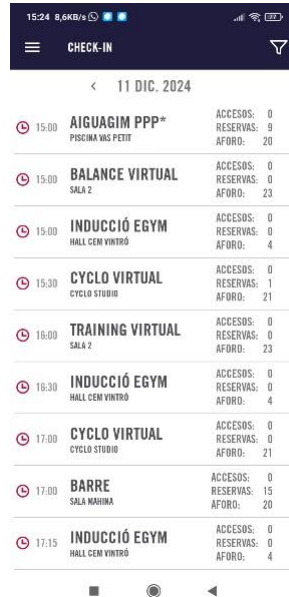 15:24 8,6KB/s
77
CHECK-IN
11 DIC. 2024
15:00 AIGUAGIM PPP*
PISCINA VAS PETIT
ACCESOS: 0
RESERVAS: 9
AFORO: 20
15:00 BALANCE VIRTUAL
SALA 2
ACCESOS: 0
RESERVAS: 0
AFORO: 23
15:00 INDUCCIÓ EGYM
HALL CEM VINTRÓ
ACCESOS: 0
RESERVAS: 0
AFORO: 4
15:30 CYCLO VIRTUAL
CYCLO STUDIO
ACCESOS: 0
RESERVAS: 1
AFORO: 21
16:00 TRAINING VIRTUAL
SALA 2
ACCESOS: 0
RESERVAS: 0
AFORO: 23
16:30 INDUCCIÓ EGYM
HALL CEM VINTRÓ
ACCESOS: 0
RESERVAS: 0
AFORO: 4
17:00 CYCLO VIRTUAL
CYCLO STUDIO
ACCESOS: 0
RESERVAS: 0
AFORO: 21
17:00 BARRE
SALA MAHINA
ACCESOS: 0
RESERVAS: 15
AFORO: 20
17:15 INDUCCIÓ EGYM
HALL CEM VINTRÓ
ACCESOS: 0
RESERVAS: 0
AFORO: 4